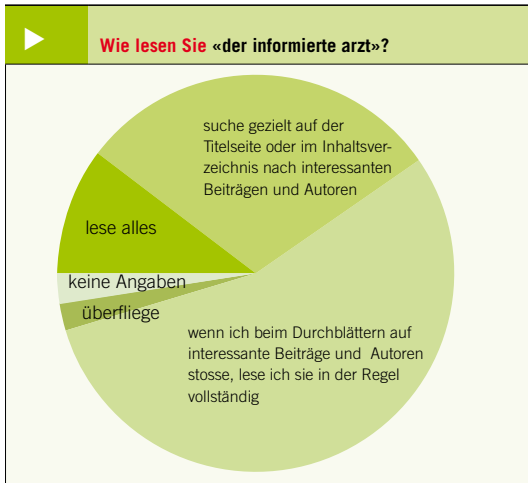 Wie lesen Sie «der informierte arzt»?
suche gezielt auf der
Titelseite oder im Inhaltsver-
zeichnis nach interessanten
Beiträgen und Autoren
lese alles
keine Angaben
überfliege
wenn ich beim Durchblättern auf
interessante Beiträge und Autoren
stosse, lese ich sie in der Regel
vollständig